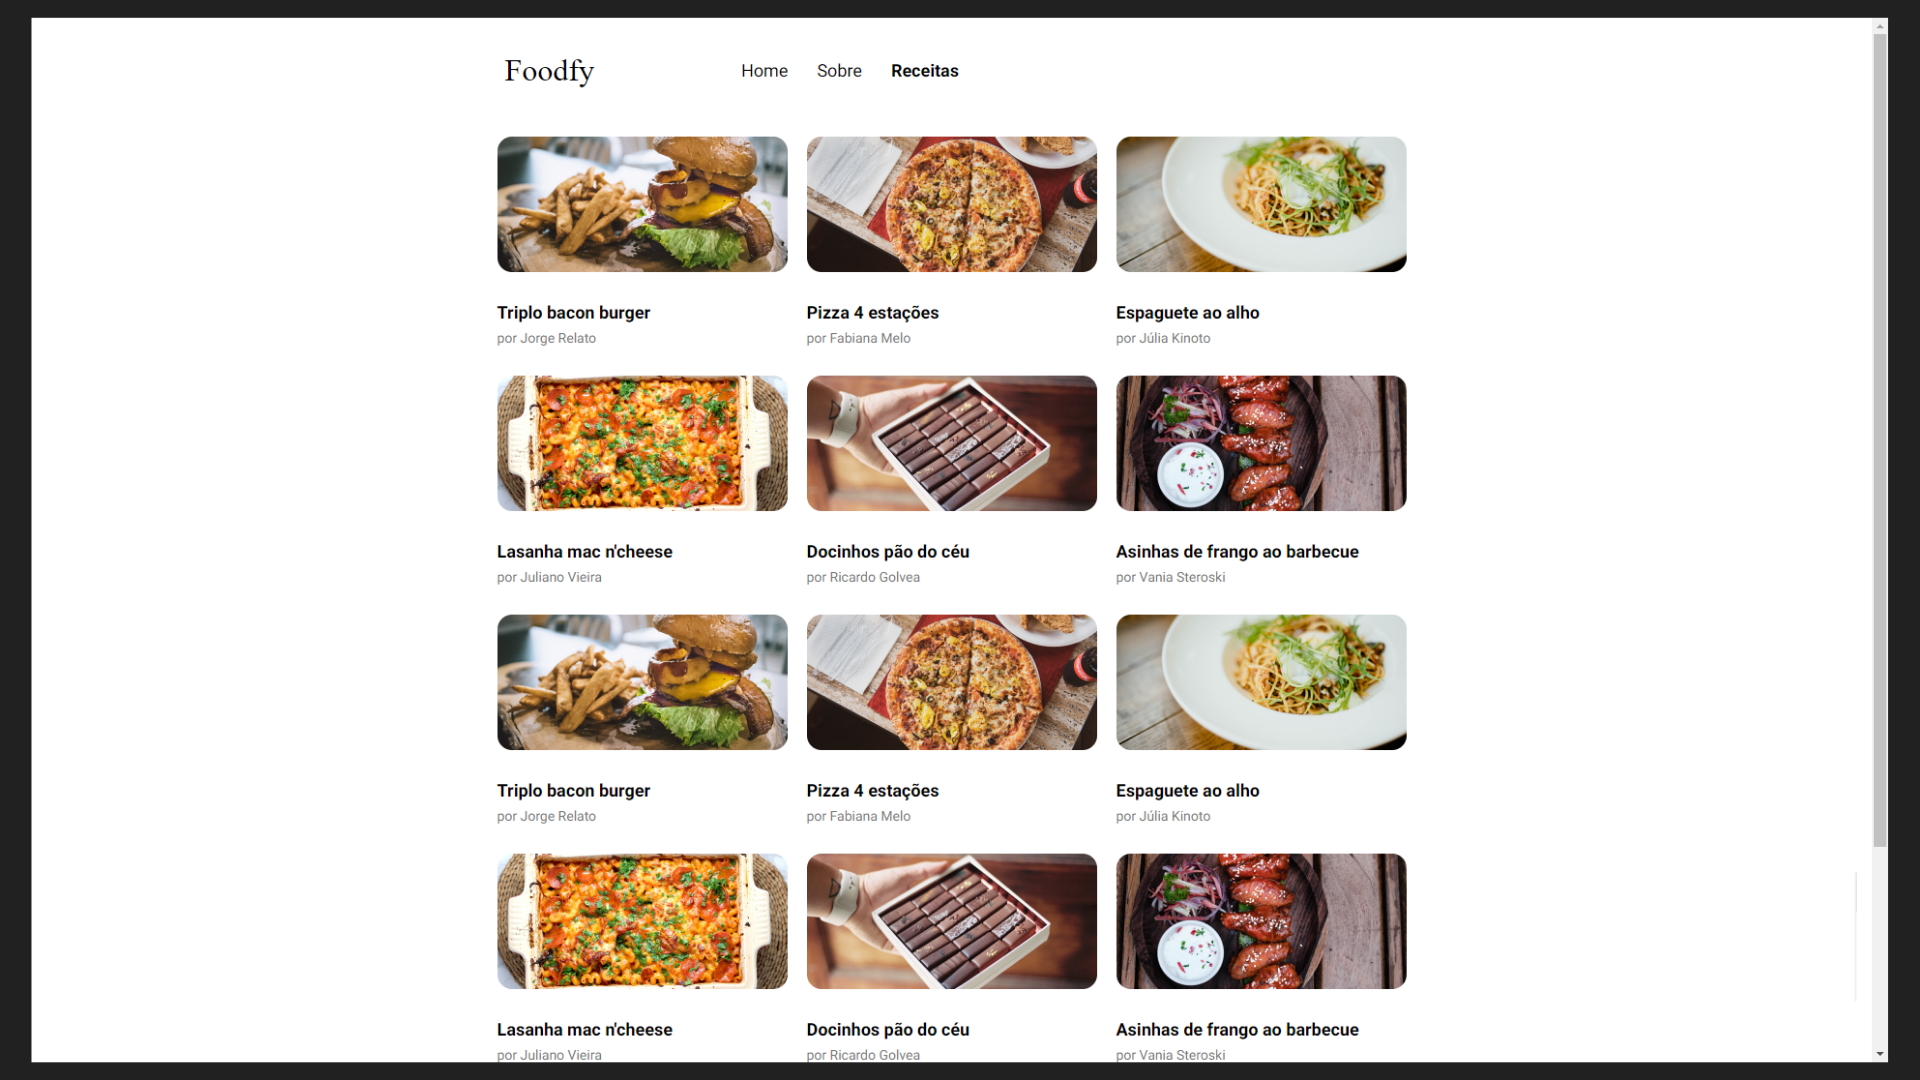 Foodfy
Home Sobre Receitas
Triplo bacon burger
por Jorge Relato
Pizza 4 estações
por Fabiana Melo
Espaguete ao alho
por Júlia Kinoto
Lasanha mac n'cheese
por Juliano Vieira
Docinhos pão do céu
por Ricardo Golvea
Asinhas de frango ao barbecue
por Vania Steroski
Triplo bacon burger
por Jorge Relato
Pizza 4 estações
por Fabiana Melo
Espaguete ao alho
por Júlia Kinoto
Lasanha mac n'cheese
por Juliano Vieira
Docinhos pão do céu
por Ricardo Golvea
Asinhas de frango ao barbecue
por Vania Steroski